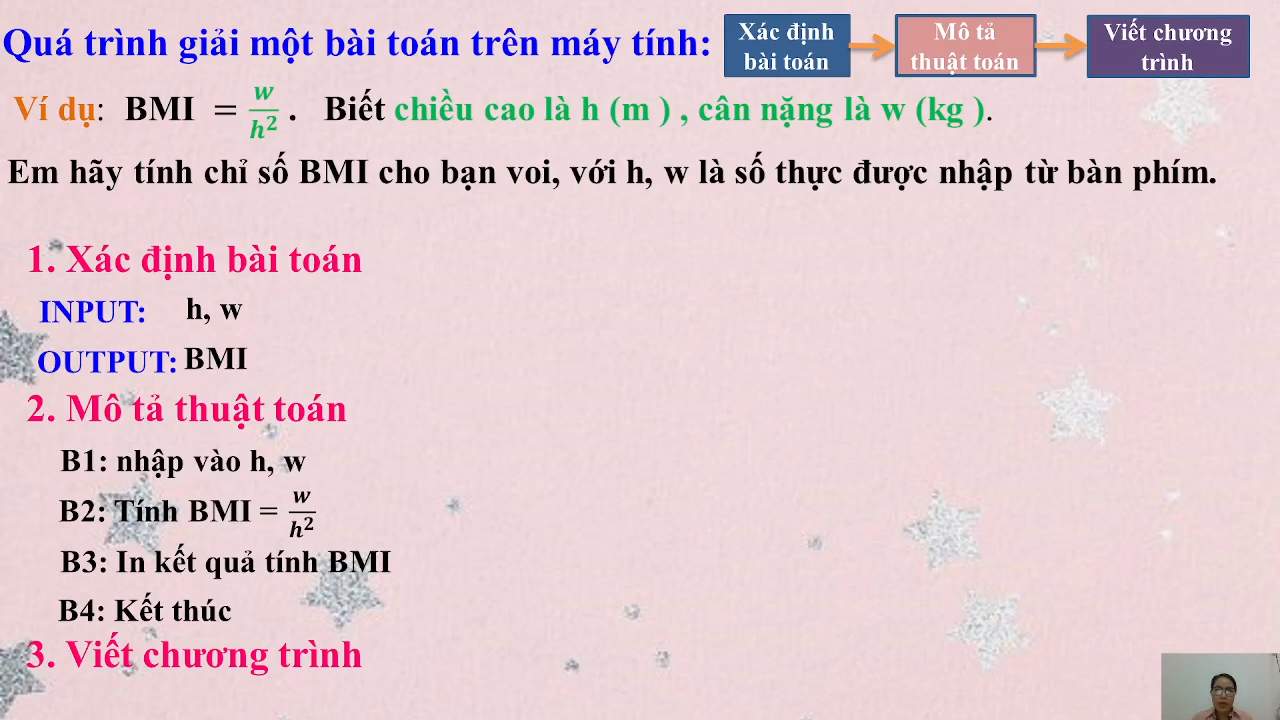 Quá trình giải một bài toán trên máy tính:
Xác định
bài toán
Mô tả
thuật toán
Viết chương
trình
Ví dụ: BMI = w/h². Biết chiều cao là h (m ) , cân nặng là w (kg ).
Em hãy tính chỉ số BMI cho bạn voi, với h, w là số thực được nhập từ bàn phím.
1. Xác định bài toán
INPUT: h, w
OUTPUT: BMI
2. Mô tả thuật toán
B1: nhập vào h, w
B2: Tính BMI = w/h²
B3: In kết quả tính BMI
B4: Kết thúc
3. Viết chương trình